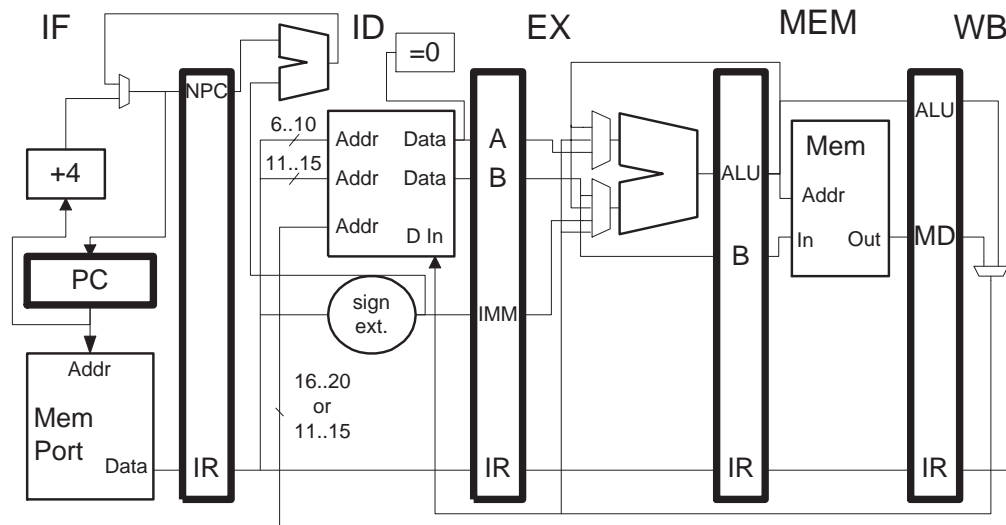 IF
ID
EX
MEM
WB
=0
NPC
6..10
Addr
Data
A
ALU
Mem
11..15
Addr
Data
B
ALU
Addr
+4
Addr
D In
B
In
Out
MD
PC
sign
ext.
IMM
Addr
16..20
or
11..15
Mem
Port
Data
IR
IR
IR
IR